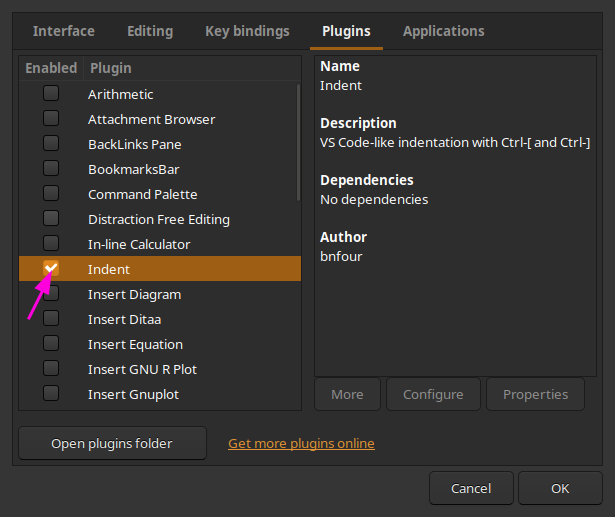 Interface Editing Key bindings Plugins Applications
Enabled Plugin
Arithmetic
Attachment Browser
BackLinks Pane
BookmarksBar
Command Palette
Distraction Free Editing
In-line Calculator
Indent
Insert Diagram
Insert Ditaa
Insert Equation
Insert GNU R Plot
Insert Gnuplot
Name
Indent
Description
VS Code-like indentation with Ctrl-[ and Ctrl-]
Dependencies
No dependencies
Author
bnfour
More Configure Properties
Open plugins folder Get more plugins online
Cancel OK